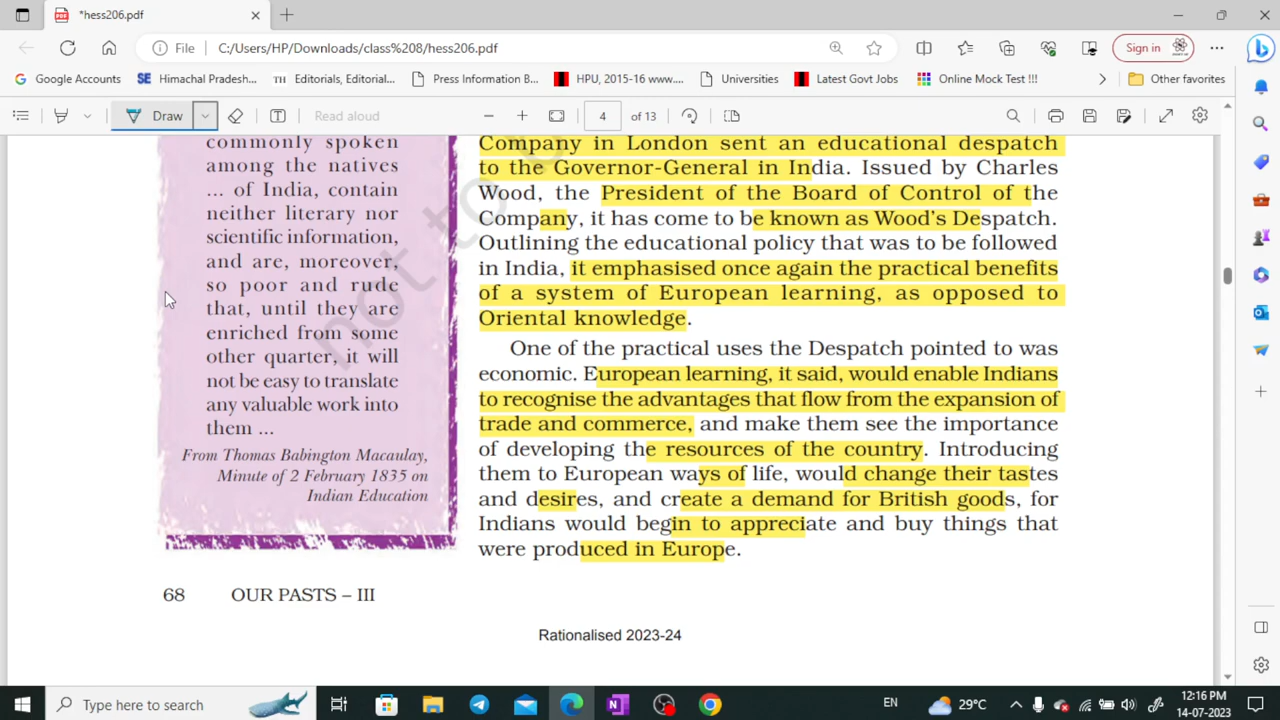 *hess206.pdf
File C:/Users/HP/Downloads/class%208/hess206.pdf
Sign in
Google Accounts
SE Himachal Pradesh...
TH Editorials, Editorial...
Press Information B...
HPU, 2015-16 www....
Universities
Latest Govt Jobs
Online Mock Test !!!
Other favorites
Draw
Read aloud
4 of 13
commonly spoken
among the natives
... of India, contain
neither literary nor
scientific information,
and are, moreover,
so poor and rude
that, until they are
enriched from some
other quarter, it will
not be easy to translate
any valuable work into
them ...
From Thomas Babington Macaulay,
Minute of 2 February 1835 on
Indian Education
Company in London sent an educational despatch
to the Governor-General in India. Issued by Charles
Wood, the President of the Board of Control of the
Company, it has come to be known as Wood's Despatch.
Outlining the educational policy that was to be followed
in India, it emphasised once again the practical benefits
of a system of European learning, as opposed to
Oriental knowledge.
One of the practical uses the Despatch pointed to was
economic. European learning, it said, would enable Indians
to recognise the advantages that flow from the expansion of
trade and commerce, and make them see the importance
of developing the resources of the country. Introducing
them to European ways of life, would change their tastes
and desires, and create a demand for British goods, for
Indians would begin to appreciate and buy things that
were produced in Europe.
not to
68 OUR PASTS – III
Rationalised 2023-24
Type here to search
29°C
EN
12:16 PM
14-07-2023